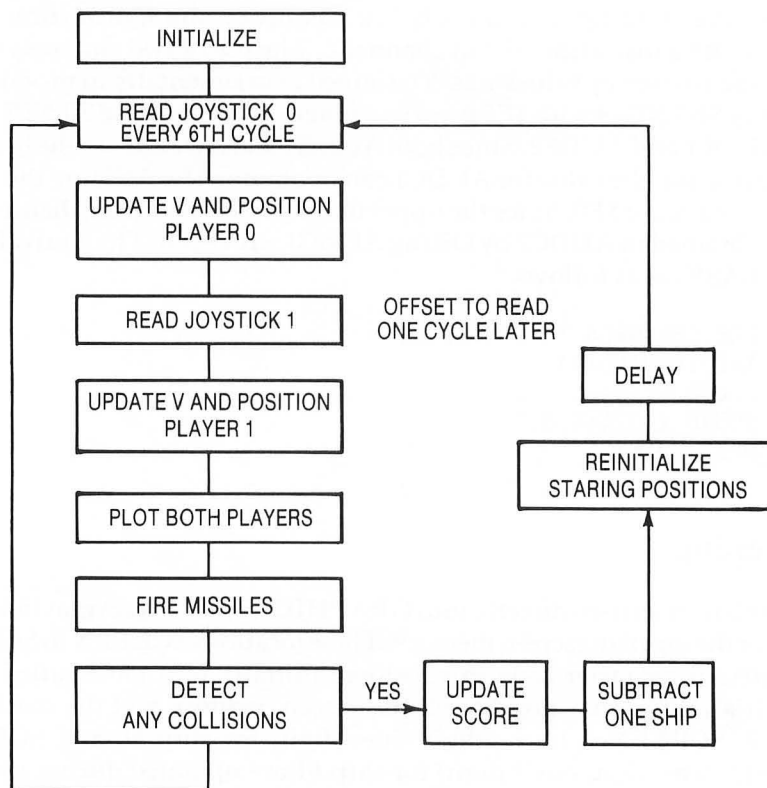 INITIALIZE
READ JOYSTICK 0
EVERY 6TH CYCLE
UPDATE V AND POSITION
PLAYER 0
READ JOYSTICK 1
OFFSET TO READ
ONE CYCLE LATER
UPDATE V AND POSITION
PLAYER 1
PLOT BOTH PLAYERS
FIRE MISSILES
DETECT
ANY COLLISIONS
YES
UPDATE
SCORE
SUBTRACT
ONE SHIP
REINITIALIZE
STARING POSITIONS
DELAY